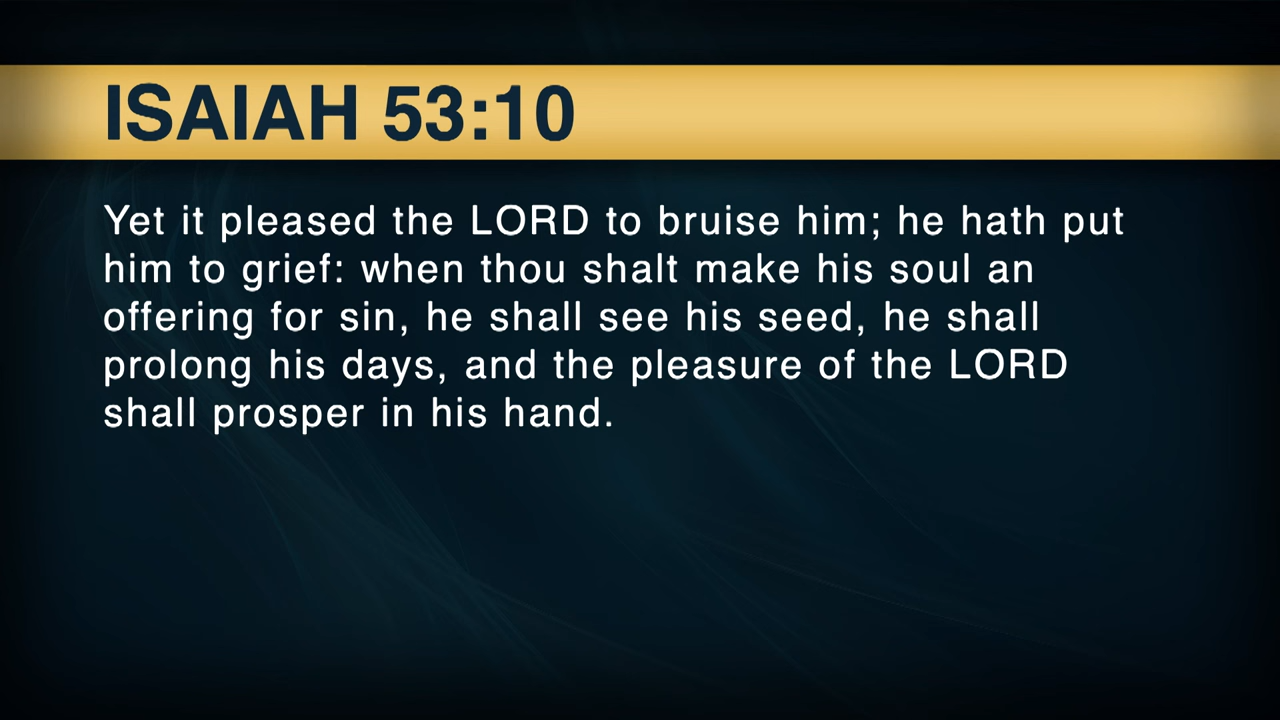 ISAIAH 53:10
Yet it pleased the LORD to bruise him; he hath put
him to grief: when thou shalt make his soul an
offering for sin, he shall see his seed, he shall
prolong his days, and the pleasure of the LORD
shall prosper in his hand.